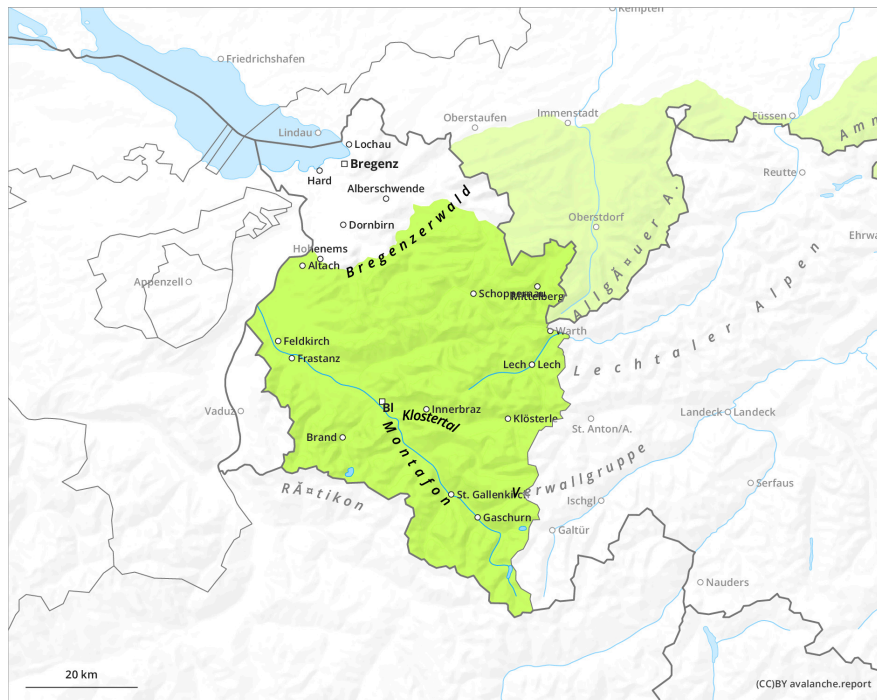 Kempten
Friedrichshafen
Oberstaufen
Immenstadt
Füssen
Lindau
Lochau
Bregenz
Hard
Alberschwende
Reutte
Dornbirn
Bregenzerwald
Oberstdorf
Allgäuer A.
Amm
Ehrwa
Hohenems
Altach
Appenzell
Schoppernau
Mittelberg
Warth
Lechtaler Alpen
Feldkirch
Frastanz
Lech
Lech
Vaduz
Bl
Klostertal
Innerbraz
Klösterle
St. Anton/A.
Landeck
Landeck
Brand
Montafon
Verwallgruppe
Serfaus
Rätikon
St. Gallenkirch
Ischgl
Gaschurn
Galtür
Nauders
20 km
(CC)BY avalanche.report